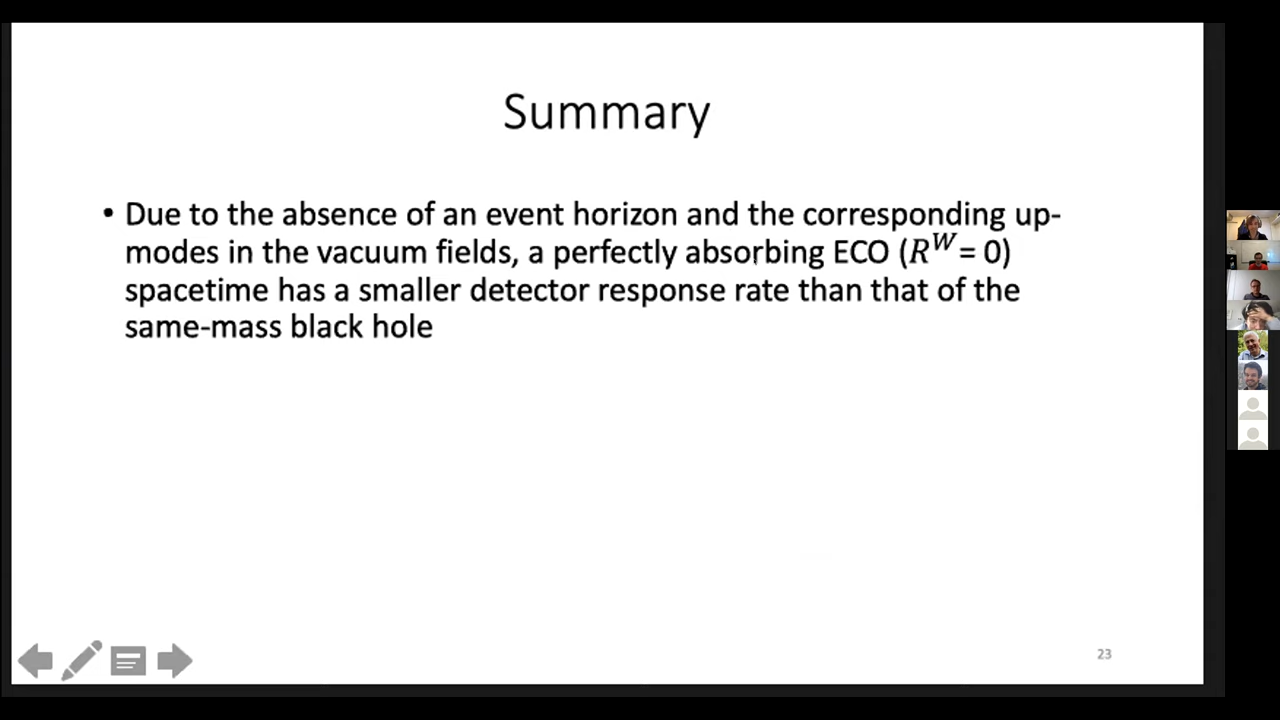 Summary
• Due to the absence of an event horizon and the corresponding up-
modes in the vacuum fields, a perfectly absorbing ECO (R^W = 0)
spacetime has a smaller detector response rate than that of the
same-mass black hole
23